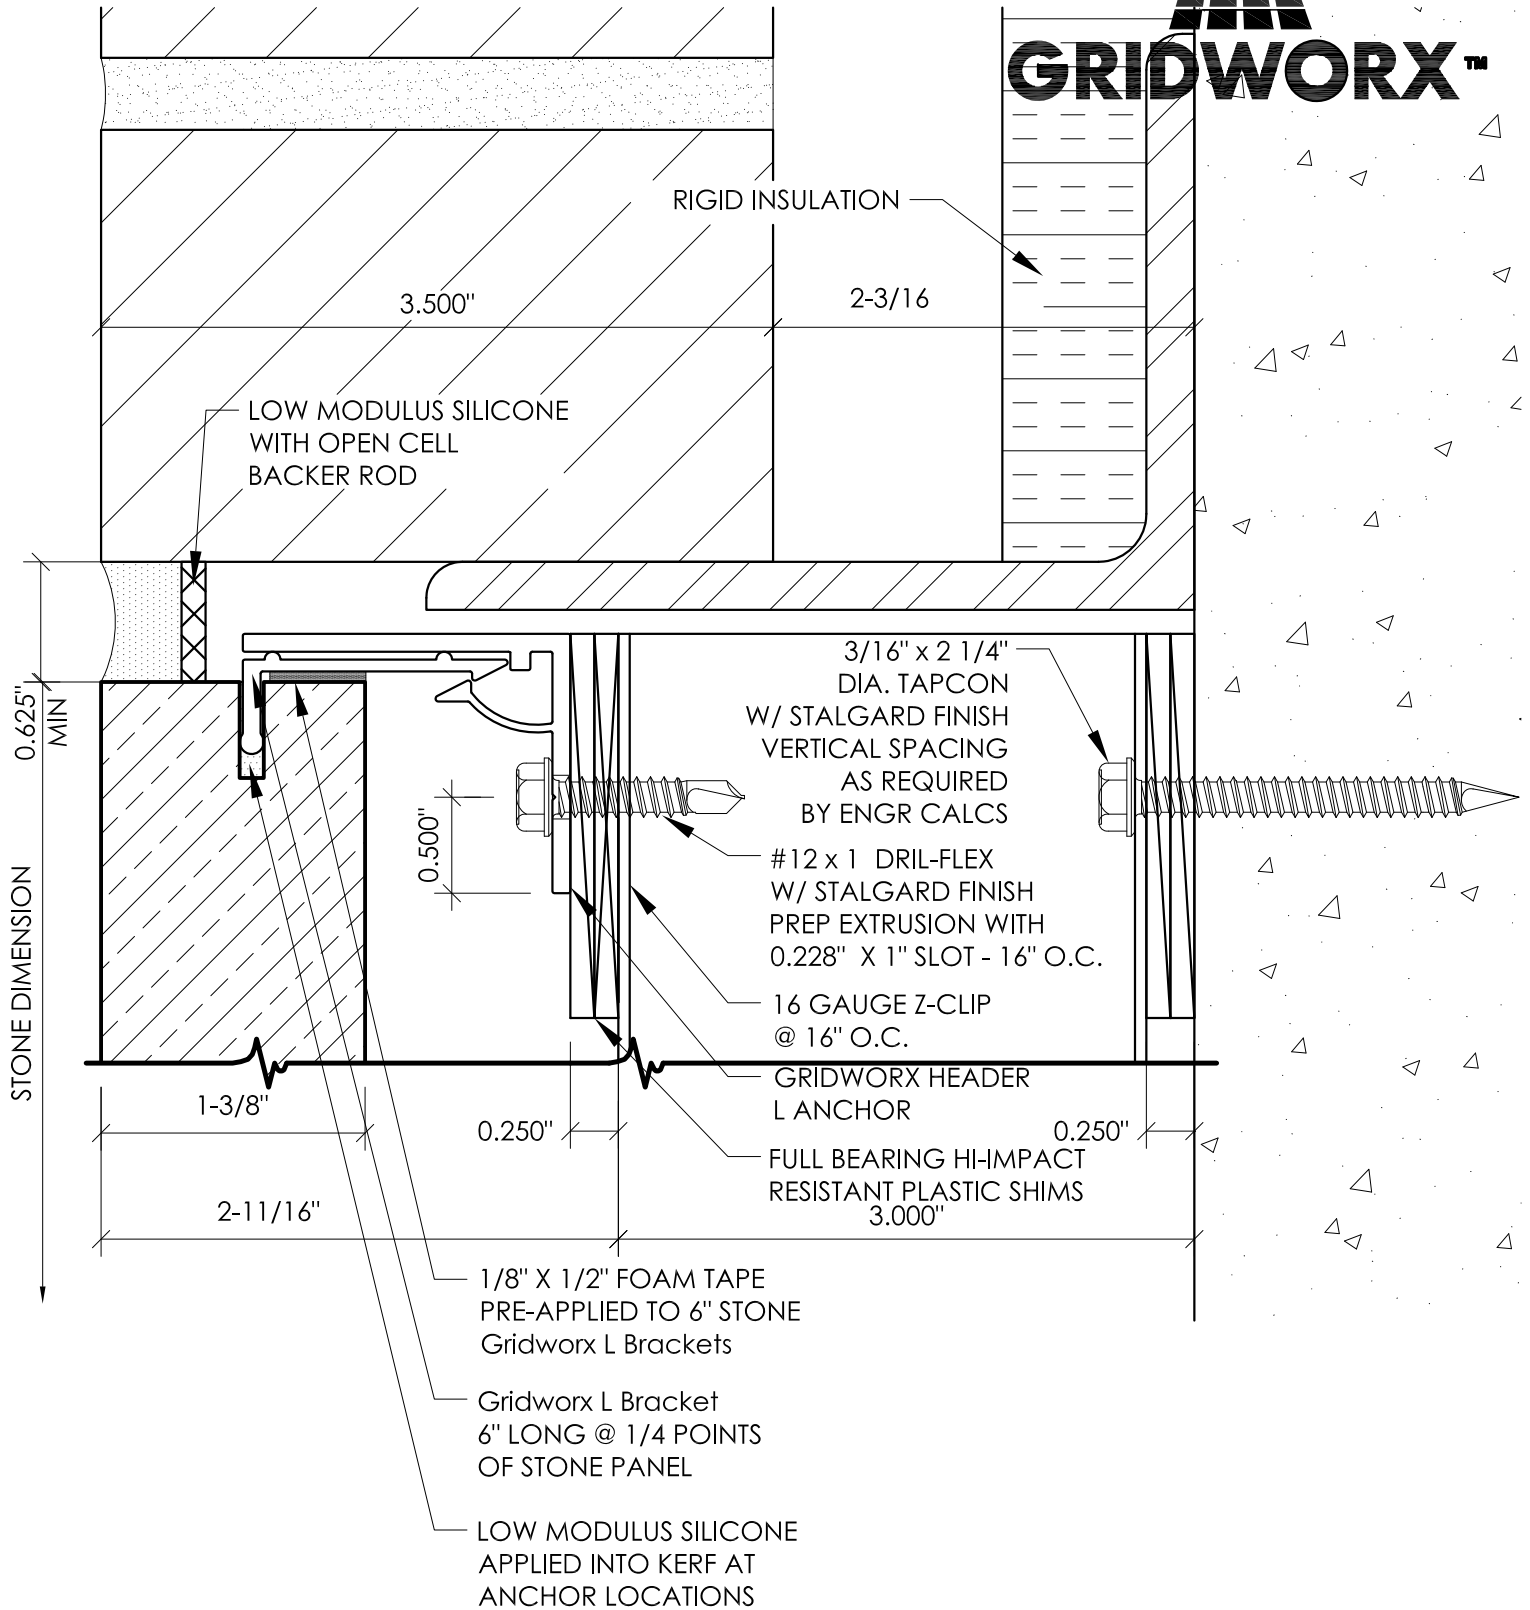 GRIDWORX™
RIGID INSULATION
3.500"
2-3/16
LOW MODULUS SILICONE
WITH OPEN CELL
BACKER ROD
0.625"
MIN
STONE DIMENSION
3/16" x 2 1/4"
DIA. TAPCON
W/ STALGARD FINISH
VERTICAL SPACING
AS REQUIRED
BY ENGR CALCS
0.500"
#12 x 1 DRIL-FLEX
W/ STALGARD FINISH
PREP EXTRUSION WITH
0.228" X 1" SLOT - 16" O.C.
16 GAUGE Z-CLIP
@ 16" O.C.
GRIDWORX HEADER
L ANCHOR
1-3/8"
0.250"
0.250"
FULL BEARING HI-IMPACT
RESISTANT PLASTIC SHIMS
2-11/16"
3.000"
1/8" X 1/2" FOAM TAPE
PRE-APPLIED TO 6" STONE
Gridworx L Brackets
Gridworx L Bracket
6" LONG @ 1/4 POINTS
OF STONE PANEL
LOW MODULUS SILICONE
APPLIED INTO KERF AT
ANCHOR LOCATIONS